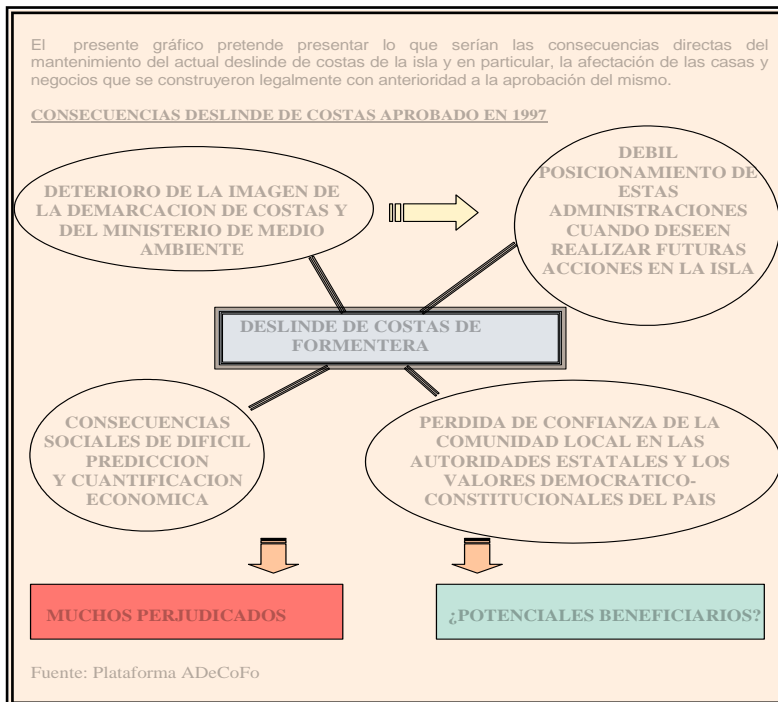 El presente gráfico pretende presentar lo que serían las consecuencias directas del
mantenimiento del actual deslinde de costas de la isla y en particular, la afectación de las casas y
negocios que se construyeron legalmente con anterioridad a la aprobación del mismo.
CONSECUENCIAS DESLINDE DE COSTAS APROBADO EN 1997
DETERIORO DE LA IMAGEN DE
LA DEMARCACION DE COSTAS Y
DEL MINISTERIO DE MEDIO
AMBIENTE
DEBIL
POSICIONAMIENTO DE
ESTAS
ADMINISTRACIONES
CUANDO DESEEN
REALIZAR FUTURAS
ACCIONES EN LA ISLA
DESLINDE DE COSTAS DE
FORMENTERA
CONSECUENCIAS
SOCIALES DE DIFICIL
PREDICCION
Y CUANTIFICACION
ECONOMICA
PERDIDA DE CONFIANZA DE LA
COMUNIDAD LOCAL EN LAS
AUTORIDADES ESTATALES Y LOS
VALORES DEMOCRATICO-
CONSTITUCIONALES DEL PAIS
MUCHOS PERJUDICADOS
¿POTENCIALES BENEFICIARIOS?
Fuente: Plataforma ADeCoFo